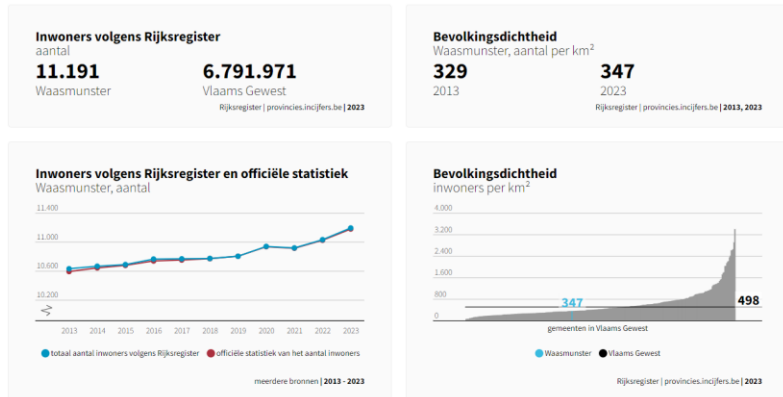 Inwoners volgens Rijksregister
aantal
11.191
6.791.971
Waasmunster
Vlaams Gewest
Rijksregister | provincies.incijfers.be | 2023
Bevolkingsdichtheid
Waasmunster, aantal per km²
329
347
2013
2023
Rijksregister | provincies.incijfers.be | 2013, 2023
Inwoners volgens Rijksregister en officiële statistiek
Waasmunster, aantal
11.400
11.000
10.600
10.200
2013 2014 2015 2016 2017 2018 2019 2020 2021 2022 2023
totaal aantal inwoners volgens Rijksregister officiële statistiek van het aantal inwoners
meerdere bronnen | 2013 - 2023
Bevolkingsdichtheid
inwoners per km²
4.000
3.200
2.400
1.600
800
0
347
498
gemeenten in Vlaams Gewest
Waasmunster Vlaams Gewest
Rijksregister | provincies.incijfers.be | 2023